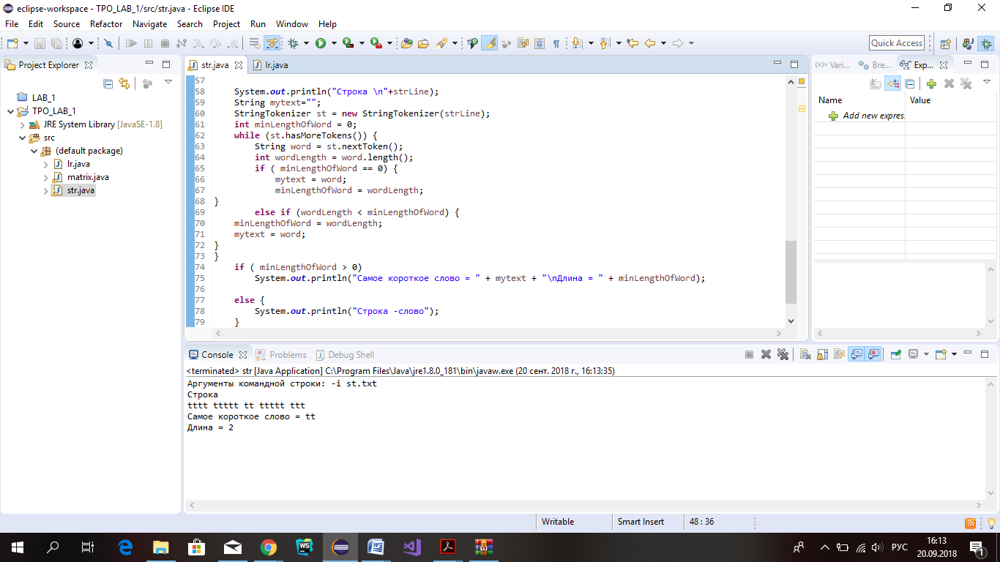 eclipse-workspace - TPO_LAB_1/src/str.java - Eclipse IDE
File Edit Source Refactor Navigate Search Project Run Window Help
Quick Access
Project Explorer
LAB_1
TPO_LAB_1
JRE System Library [JavaSE-1.8]
src
(default package)
lr.java
matrix.java
str.java
str.java lr.java
57
58 System.out.println("Строка \n"+strLine);
59 String mytext="";
60 StringTokenizer st = new StringTokenizer(strLine);
61 int minLengthOfWord = 0;
62 while (st.hasMoreTokens()) {
63 String word = st.nextToken();
64 int wordLength = word.length();
65 if ( minLengthOfWord == 0) {
66 mytext = word;
67 minLengthOfWord = wordLength;
68 }
69 else if (wordLength < minLengthOfWord) {
70 minLengthOfWord = wordLength;
71 mytext = word;
72 }
73 }
74 if ( minLengthOfWord > 0)
75 System.out.println("Самое короткое слово = " + mytext + "\nДлина = " + minLengthOfWord);
76
77 else {
78 System.out.println("Строка -слово");
79 }
(x)= Vari... Bre... Exp...
Name Value
Add new expres.
Console Problems Debug Shell
<terminated> str [Java Application] C:\Program Files\Java\jre1.8.0_181\bin\javaw.exe (20 сент. 2018 г., 16:13:35)
Аргументы командной строки: -i st.txt
Строка
tttt ttttt tt ttttt ttt
Самое короткое слово = tt
Длина = 2
Writable Smart Insert 48 : 36
РУС
16:13
20.09.2018
1